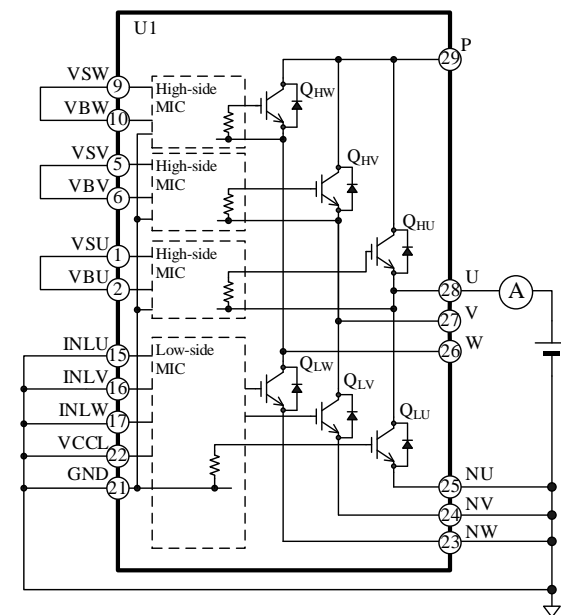 U1
P
29
VSW
9
VBW
10
High-side
MIC
QHW
VSV
5
VBV
6
High-side
MIC
QHV
VSU
1
VBU
2
High-side
MIC
QHU
U
28
A
V
27
W
26
INLU
15
INLV
16
INLW
17
VCCL
22
GND
21
Low-side
MIC
QLW
QLV
QLU
NU
25
NV
24
NW
23